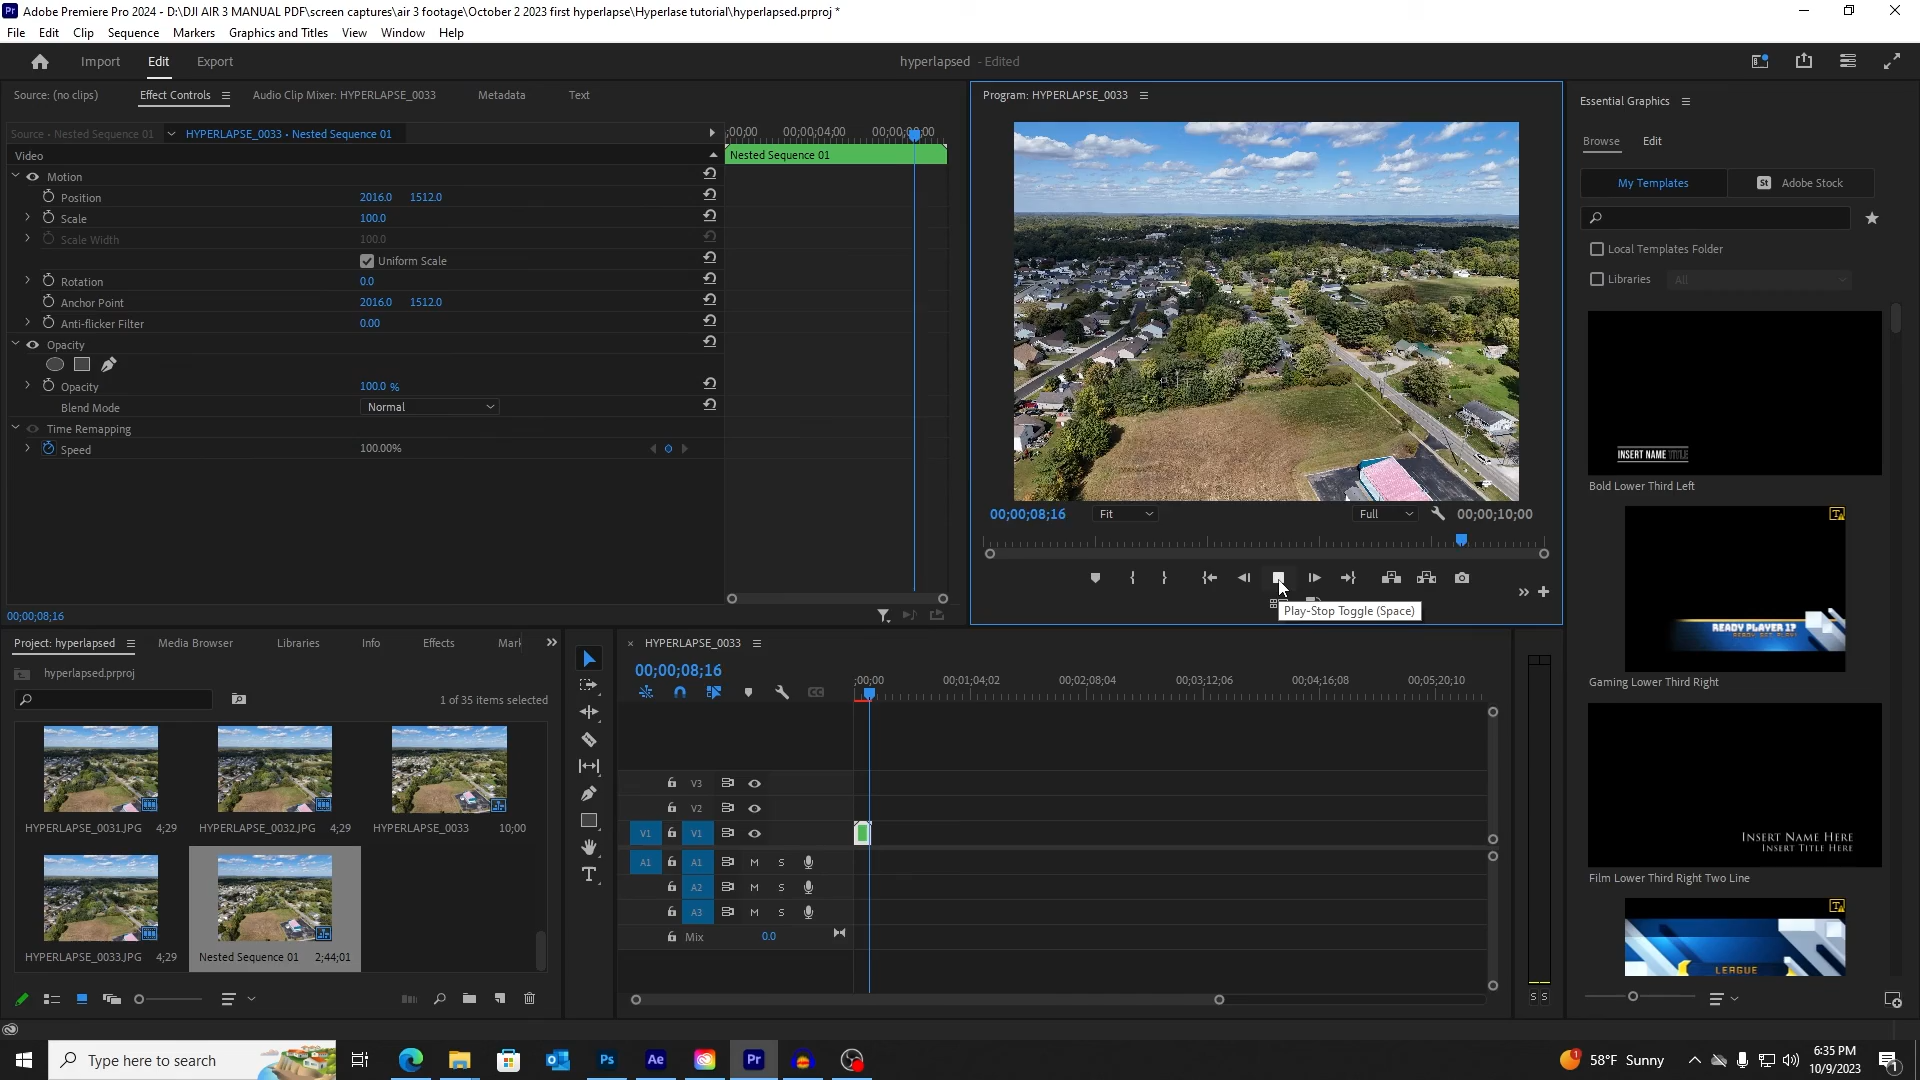 Adobe Premiere Pro 2024 - D:\DJI AIR 3 MANUAL PDF\screen captures\air 3 footage\October 2 2023 first hyperlapse\Hyperlase tutorial\hyperlapsed.prproj *
File Edit Clip Sequence Markers Graphics and Titles View Window Help
Import Edit Export
hyperlapsed - Edited
Source: (no clips) Effect Controls Audio Clip Mixer: HYPERLAPSE_0033 Metadata Text
Source • Nested Sequence 01 HYPERLAPSE_0033 • Nested Sequence 01
;00;00 00;00;04;00
Video
Nested Sequence 01
Motion
Position 2016.0 1512.0
Scale 100.0
Scale Width 100.0
Uniform Scale
Rotation 0.0
Anchor Point 2016.0 1512.0
Anti-flicker Filter 0.00
Opacity
Opacity 100.0 %
Blend Mode Normal
Time Remapping
Speed 100.00%
00;00;08;16
Program: HYPERLAPSE_0033
00;00;08;16 Fit Full 00;00;10;00
Play-Stop Toggle (Space)
Essential Graphics
Browse Edit
My Templates St Adobe Stock
Local Templates Folder
Libraries All
INSERT NAME TITLE
Bold Lower Third Left
READY PLAYER 1?
READY. SET. PLAY!
Gaming Lower Third Right
INSERT NAME HERE
INSERT TITLE HERE
Film Lower Third Right Two Line
LEAGUE
Project: hyperlapsed Media Browser Libraries Info Effects Mark
hyperlapsed.prproj
1 of 35 items selected
HYPERLAPSE_0031.JPG 4;29 HYPERLAPSE_0032.JPG 4;29 HYPERLAPSE_0033 10;00
HYPERLAPSE_0033.JPG 4;29 Nested Sequence 01 2;44;01
HYPERLAPSE_0033
00;00;08;16
;00;00 00;01;04;02 00;02;08;04 00;03;12;06 00;04;16;08 00;05;20;10
V3
V2
V1 V1
A1 A1 M S
A2 M S
A3 M S
Mix 0.0
S S
Type here to search
Ps Ae Pr
58°F Sunny
6:35 PM
10/9/2023